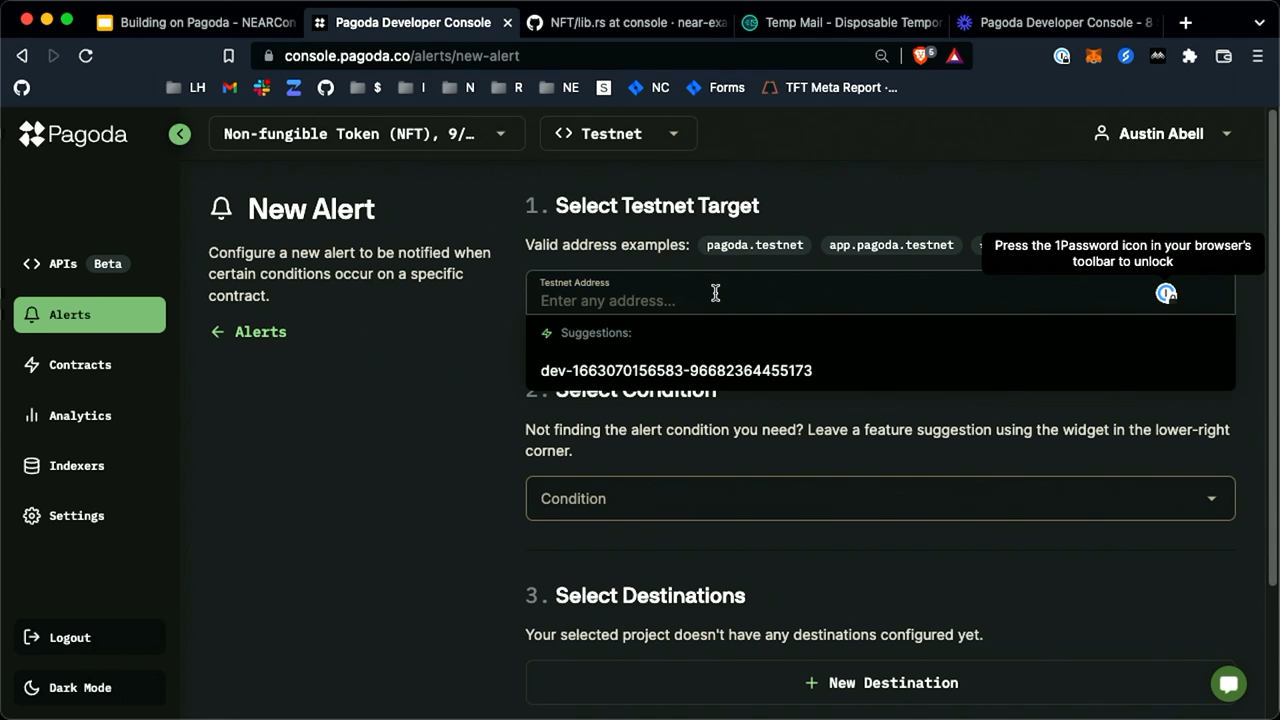 Building on Pagoda - NEARCon
Pagoda Developer Console
NFT/lib.rs at console · near-exa
Temp Mail - Disposable Tempor
Pagoda Developer Console - 8
console.pagoda.co/alerts/new-alert
5
LH
$
I
N
R
NE
S
NC
Forms
TFT Meta Report -...
Pagoda
Non-fungible Token (NFT), 9/…
<> Testnet
Austin Abell
APIs
Beta
Alerts
Contracts
Analytics
Indexers
Settings
Logout
Dark Mode
New Alert
Configure a new alert to be notified when
certain conditions occur on a specific
contract.
← Alerts
1. Select Testnet Target
Valid address examples: pagoda.testnet app.pagoda.testnet
Press the 1Password icon in your browser's
toolbar to unlock
Testnet Address
Enter any address...
Suggestions:
dev-1663070156583-96682364455173
2. Select Condition
Not finding the alert condition you need? Leave a feature suggestion using the widget in the lower-right
corner.
Condition
3. Select Destinations
Your selected project doesn't have any destinations configured yet.
+ New Destination